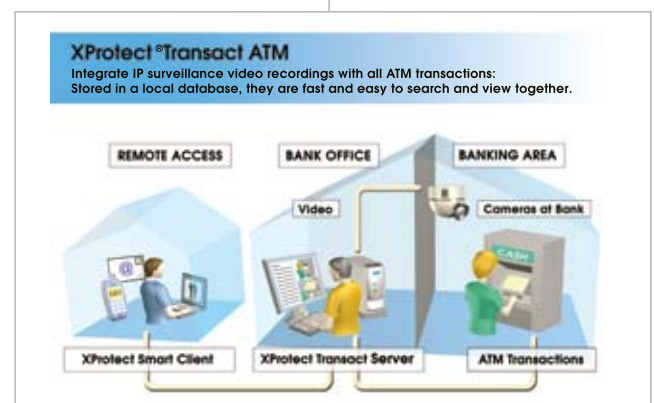 XProtect ®Transact ATM
Integrate IP surveillance video recordings with all ATM transactions:
Stored in a local database, they are fast and easy to search and view together.
REMOTE ACCESS
BANK OFFICE
BANKING AREA
Video
Cameras at Bank
CASH
@
XProtect Smart Client
XProtect Transact Server
ATM Transactions